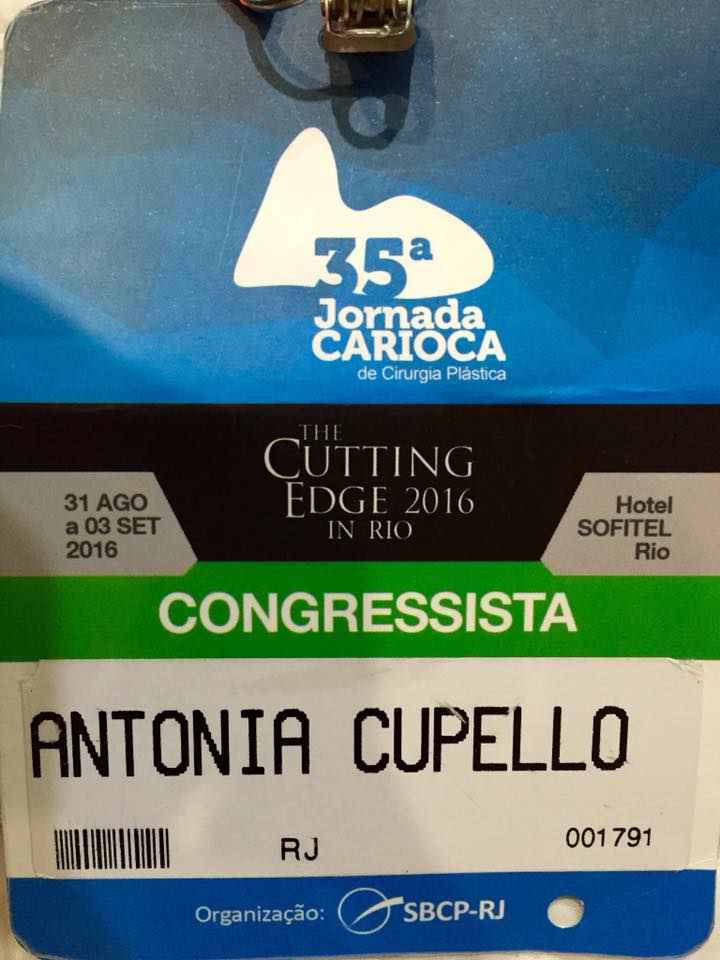 35ª
Jornada
CARIOCA
de Cirurgia Plástica
THE
CUTTING
EDGE 2016
IN RIO
31 AGO
a 03 SET
2016
Hotel
SOFITEL
Rio
CONGRESSISTA
ANTONIA CUPELLO
RJ
001791
Organização: SBCP-RJ